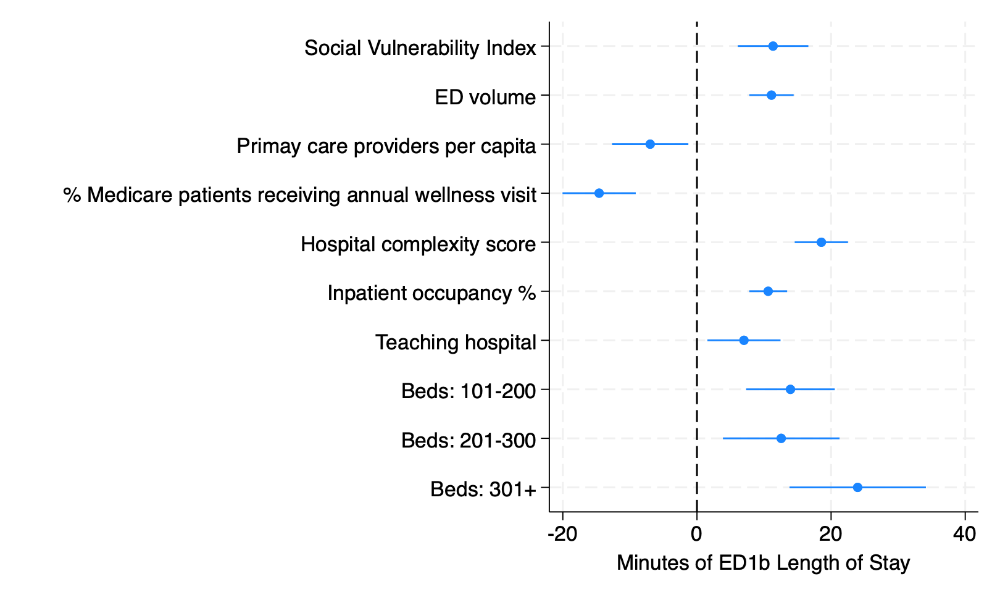 Social Vulnerability Index
ED volume
Primay care providers per capita
% Medicare patients receiving annual wellness visit
Hospital complexity score
Inpatient occupancy %
Teaching hospital
Beds: 101-200
Beds: 201-300
Beds: 301+
-20 0 20 40
Minutes of ED1b Length of Stay